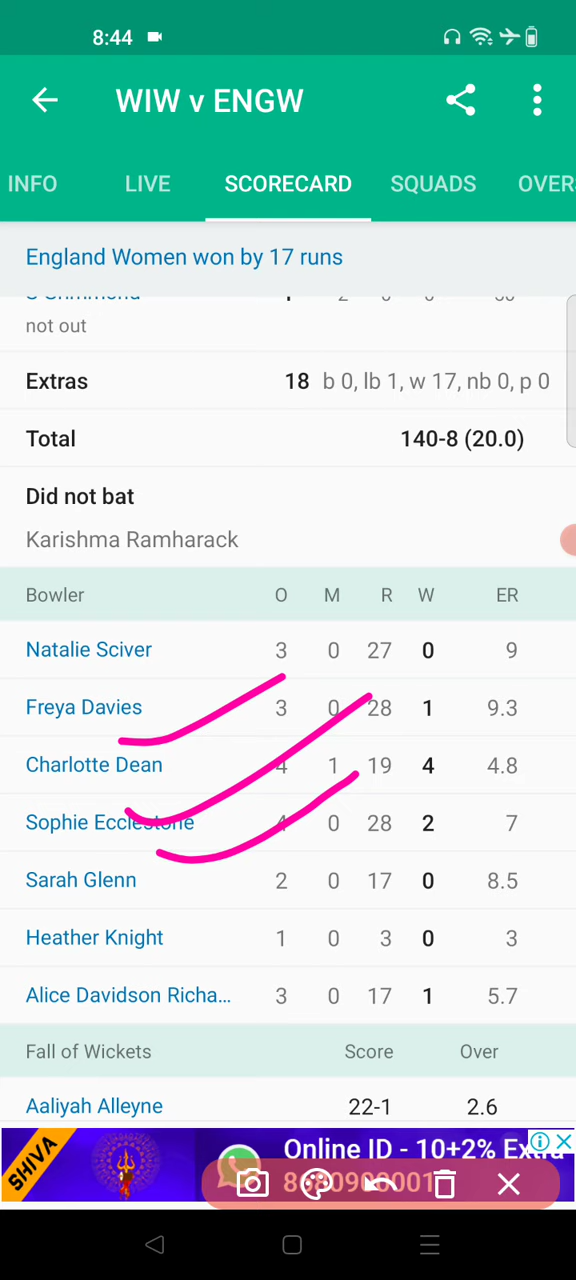 8:44
WIW v ENGW
INFO LIVE SCORECARD SQUADS OVER
England Women won by 17 runs
not out
Extras 18 b 0, lb 1, w 17, nb 0, p 0
Total 140-8 (20.0)
Did not bat
Karishma Ramharack
Bowler O M R W ER
Natalie Sciver 3 0 27 0 9
Freya Davies 3 0 28 1 9.3
Charlotte Dean 4 1 19 4 4.8
Sophie Ecclestone 4 0 28 2 7
Sarah Glenn 2 0 17 0 8.5
Heather Knight 1 0 3 0 3
Alice Davidson Richa... 3 0 17 1 5.7
Fall of Wickets Score Over
Aaliyah Alleyne 22-1 2.6
SHIVA
Online ID - 10+2% Extra